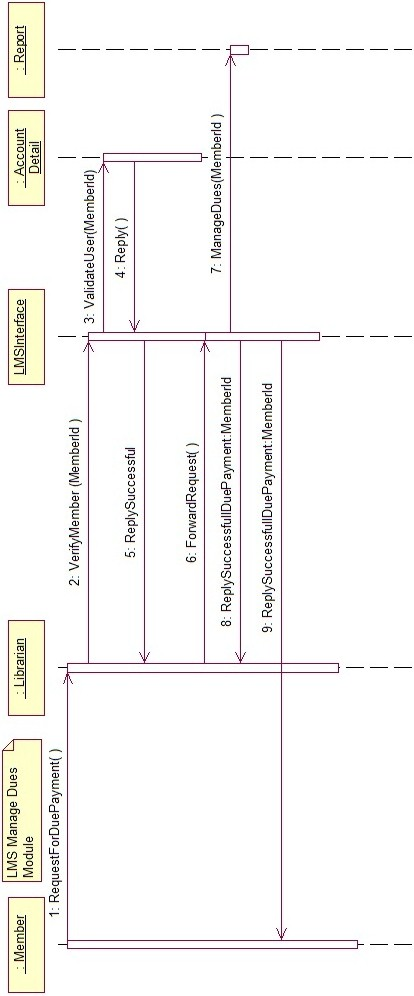 : Member
LMS Manage Dues
Module
: Librarian
LMSInterface
: Account
Detail
: Report
1: RequestForDuePayment( )
2: VerifyMember (MemberId )
3: ValidateUser(MemberId)
4: Reply( )
5: ReplySuccessful
6: ForwardRequest( )
7: ManageDues(MemberId )
8: ReplySuccessfullDuePayment:MemberId
9: ReplySuccessfullDuePayment:MemberId